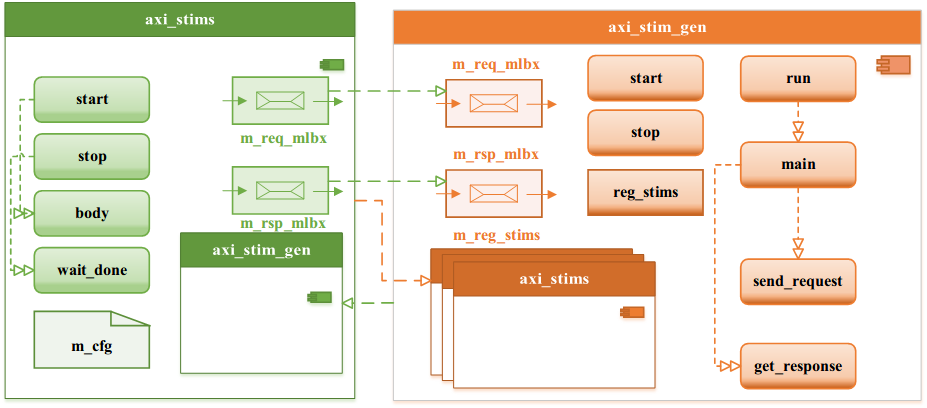 axi_stims
start
stop
body
wait_done
m_cfg
m_req_mlbx
m_rsp_mlbx
axi_stim_gen
axi_stim_gen
m_req_mlbx
m_rsp_mlbx
m_reg_stims
axi_stims
start
stop
reg_stims
run
main
send_request
get_response